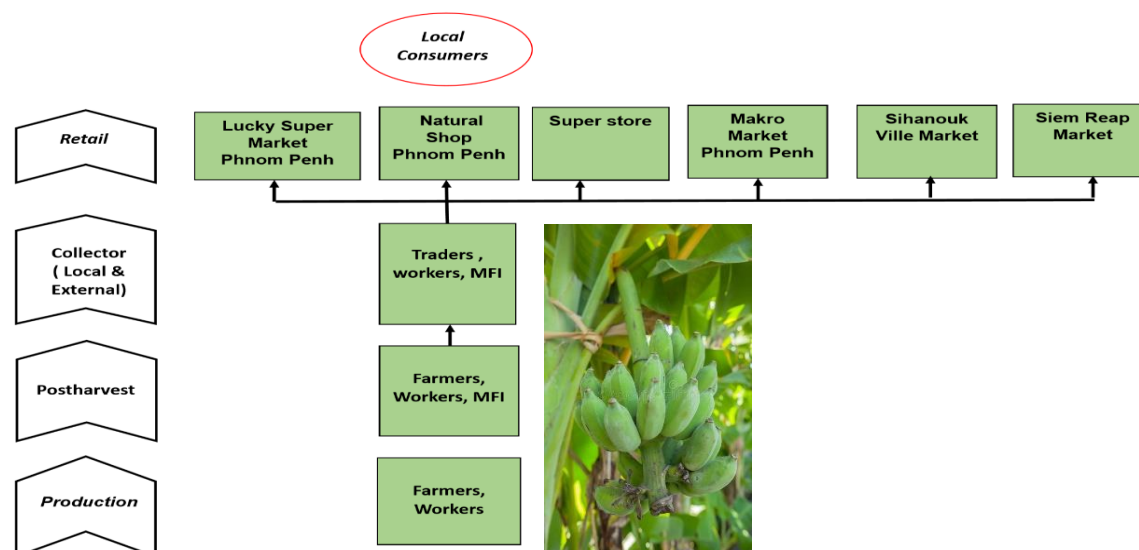 Local
Consumers
Retail
Lucky Super
Market
Phnom Penh
Natural
Shop
Phnom Penh
Super store
Makro
Market
Phnom Penh
Sihanouk
Ville Market
Siem Reap
Market
Collector
( Local &
External)
Traders ,
workers, MFI
Postharvest
Farmers,
Workers, MFI
Production
Farmers,
Workers